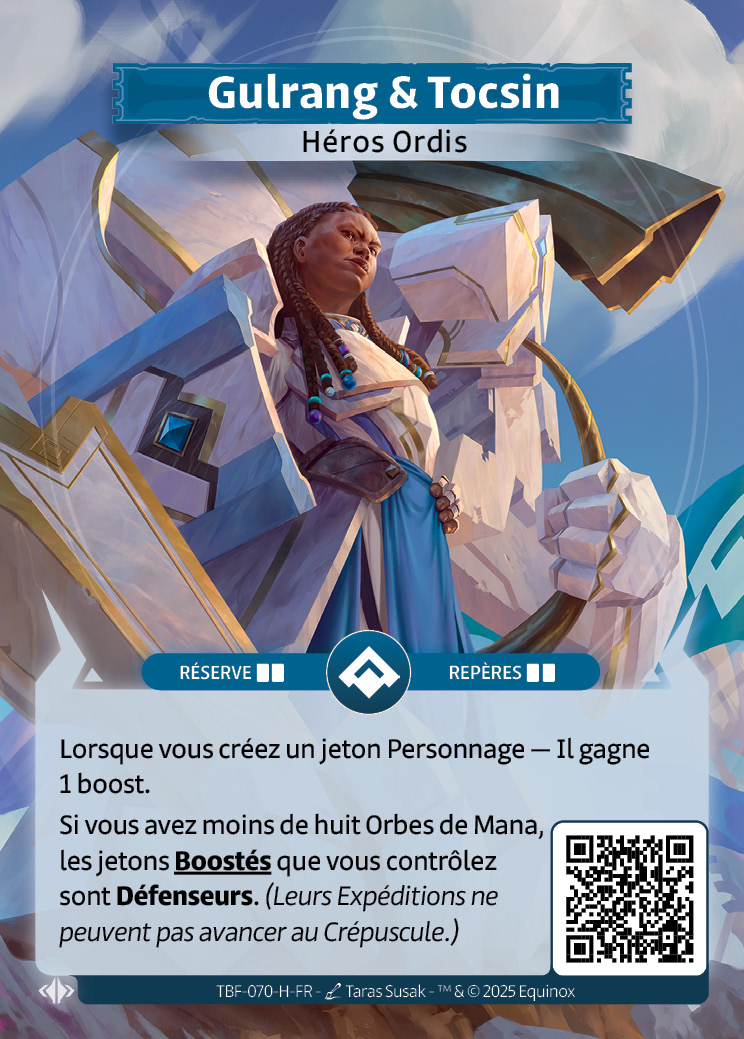 Gulrang & Tocsin
Héros Ordis
RÉSERVE
REPÈRES
Lorsque vous créez un jeton Personnage — Il gagne
1 boost.
Si vous avez moins de huit Orbes de Mana,
les jetons Boostés que vous contrôlez
sont Défenseurs. (Leurs Expéditions ne
peuvent pas avancer au Crépuscule.)
TBF-070-H-FR - Taras Susak - ™ & © 2025 Equinox